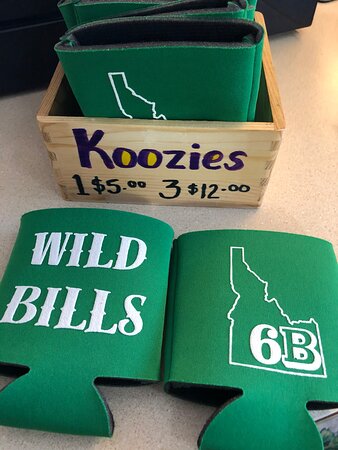 Koozies
1 $5.00 3 $12.00
WILD
BILLS
6B